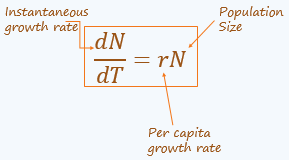 Instantaneous
growth rate
Population
Size
dN
dT
= rN
Per capita
growth rate